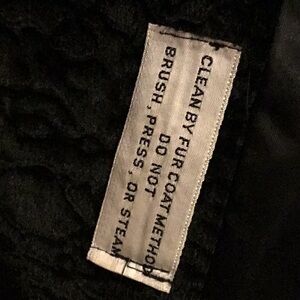 CLEAN BY FUR COAT METHOD
DO NOT
BRUSH, PRESS, OR STEAM